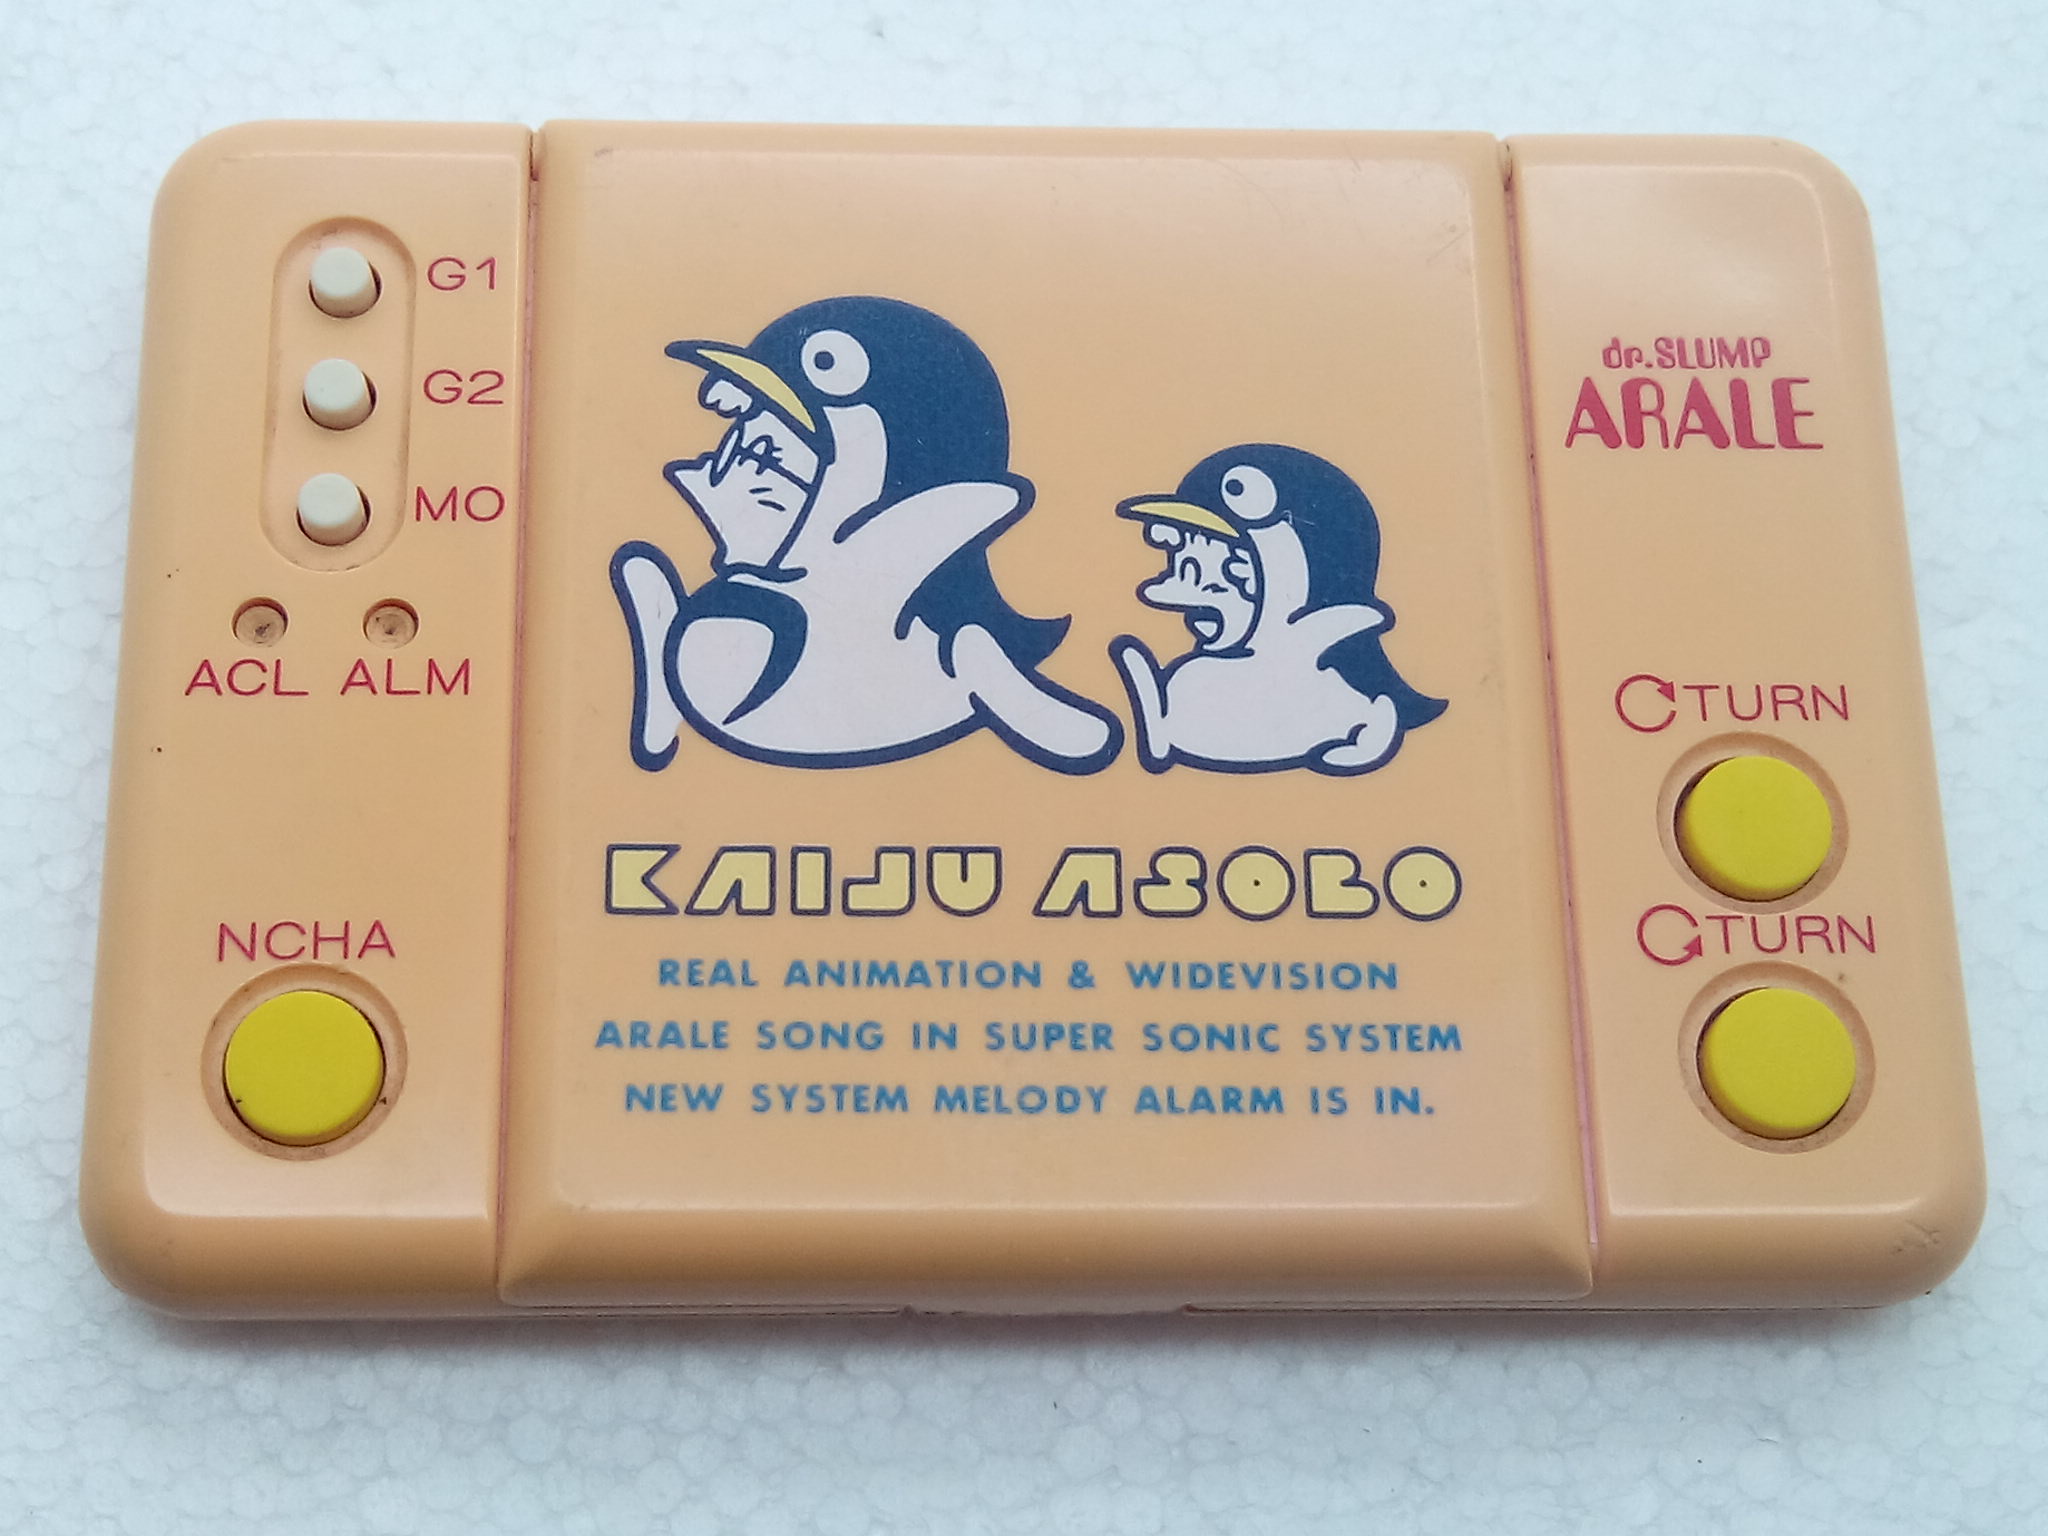 G1
G2
MO
ACL ALM
NCHA
KAIJU ASOBO
REAL ANIMATION & WIDEVISION
ARALE SONG IN SUPER SONIC SYSTEM
NEW SYSTEM MELODY ALARM IS IN.
dr.SLUMP
ARALE
TURN
TURN